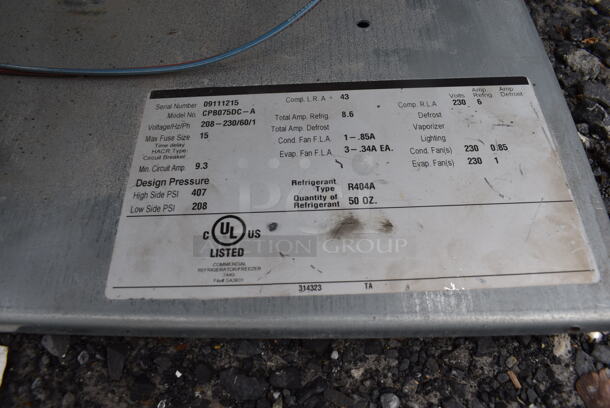 Serial Number 09111215 Comp. L.R. A 43
Volts Amp Refrig. Amp Defrost
Model No. CPB075DC-A Comp. R.L.A 230 6
Voltage/Hz/Ph 208-230/60/1 Total Amp. Refrig. 8.6 Defrost
Max Fuse Size 15 Total Amp. Defrost Vaporizer
Time delay
HACR Type
Circuit Breaker
Cond. Fan F.L.A 1-.85A Lighting
Evap. Fan F.L.A. 3-.34A EA. Cond. Fan(s) 230 0.85
Min. Circuit Amp. 9.3 Evap. Fan(s) 230 1
Design Pressure
High Side PSI 407 Refrigerant Type R404A
Low Side PSI 208 Quantity of Refrigerant 50 OZ.
C UL US
LISTED
COMMERCIAL
REFRIGERATOR/FREEZER
AUCTION GROUP
314323 TA